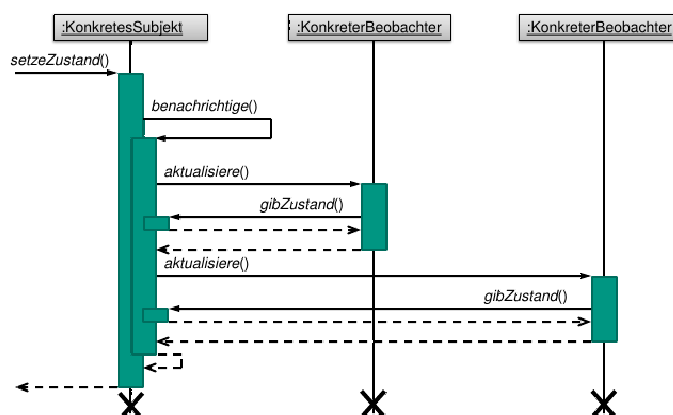 :KonkretesSubjekt
:KonkreterBeobachter
:KonkreterBeobachter
setzeZustand()
benachrichtige()
aktualisiere()
gibZustand()
aktualisiere()
gibZustand()